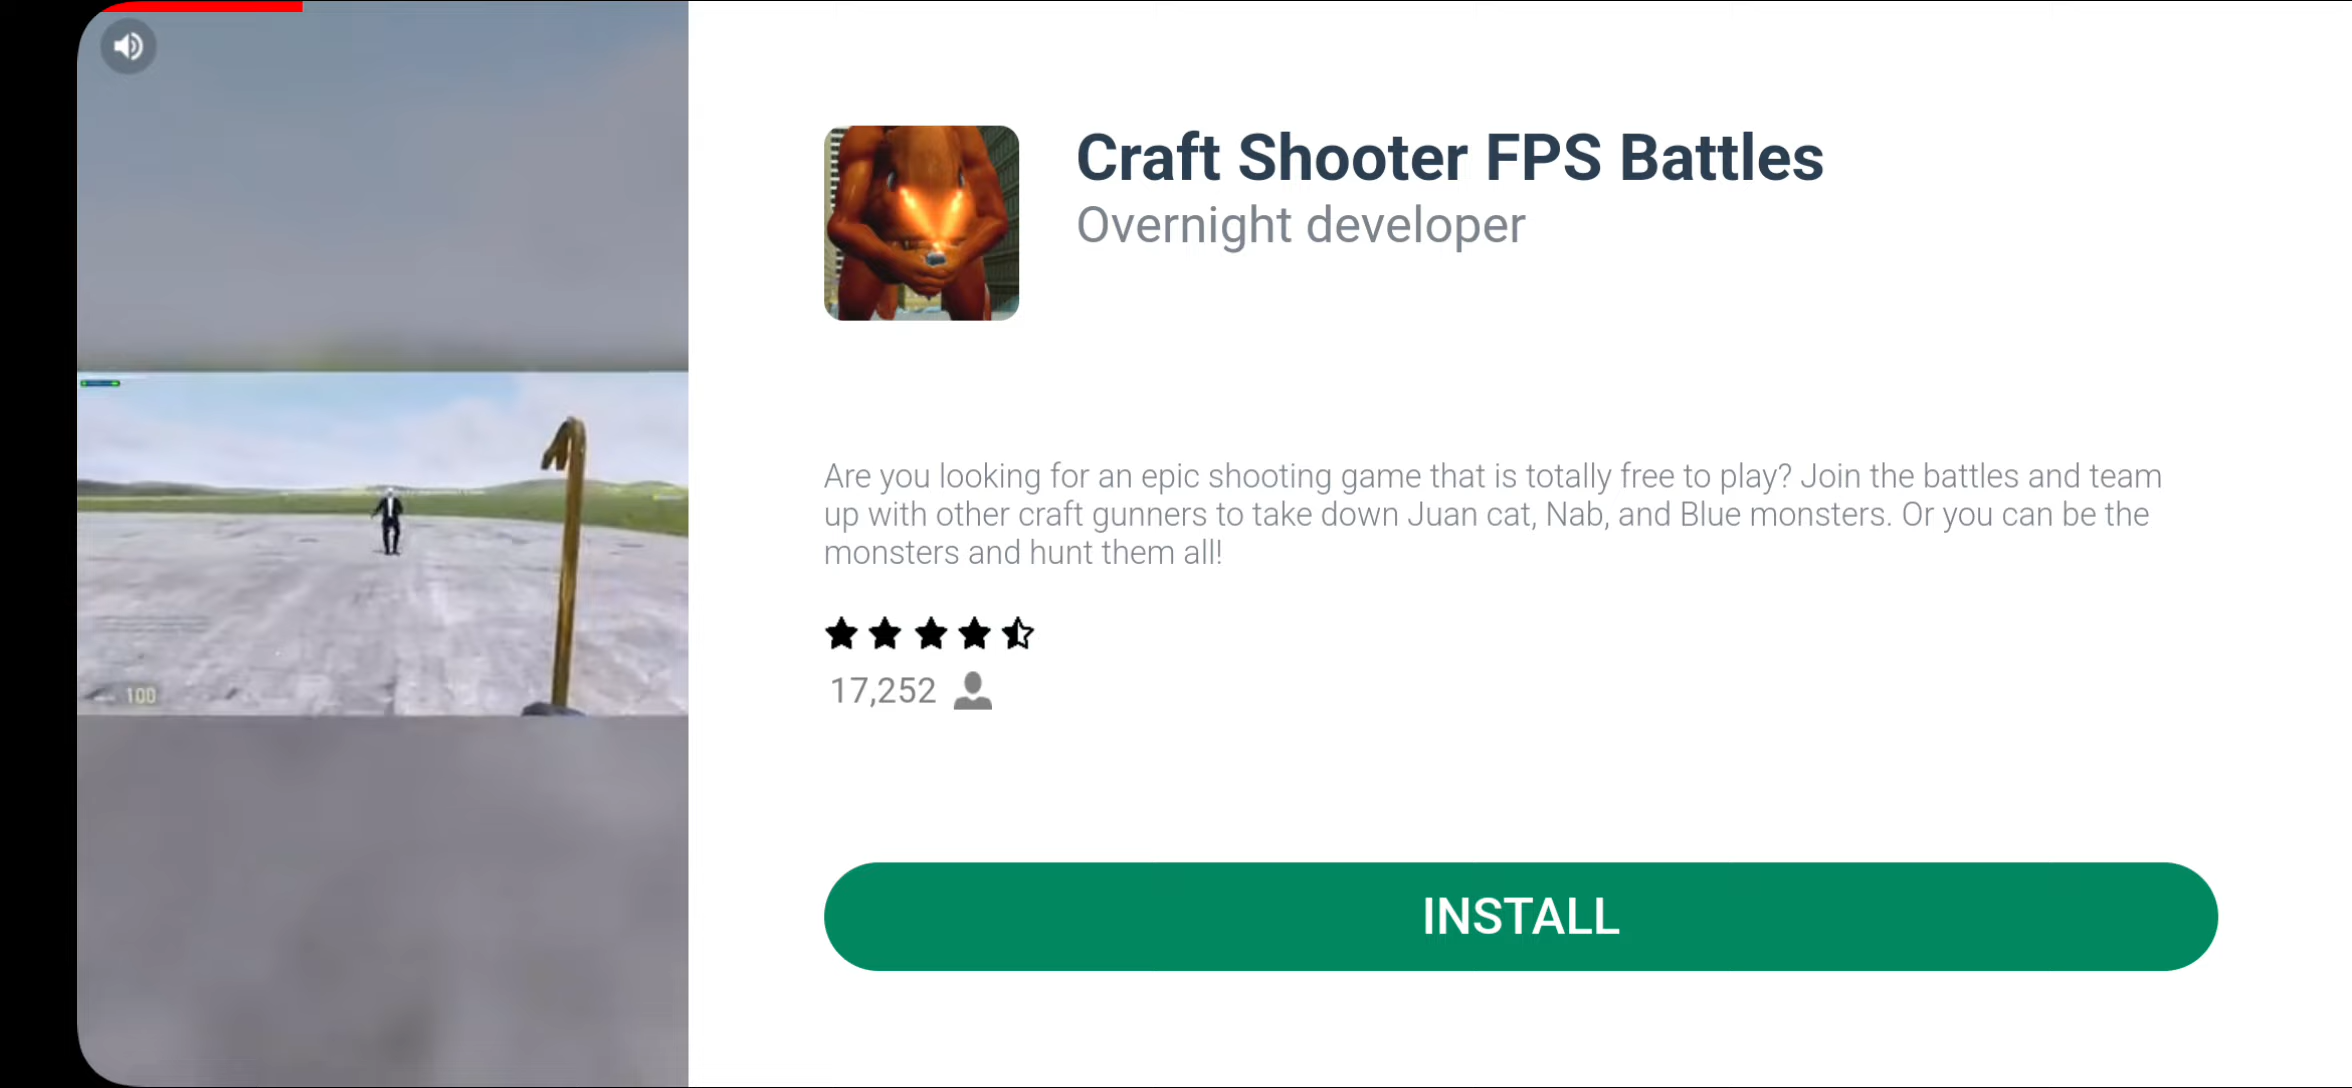 Craft Shooter FPS Battles
Overnight developer
Are you looking for an epic shooting game that is totally free to play? Join the battles and team
up with other craft gunners to take down Juan cat, Nab, and Blue monsters. Or you can be the
monsters and hunt them all!
17,252
INSTALL
100